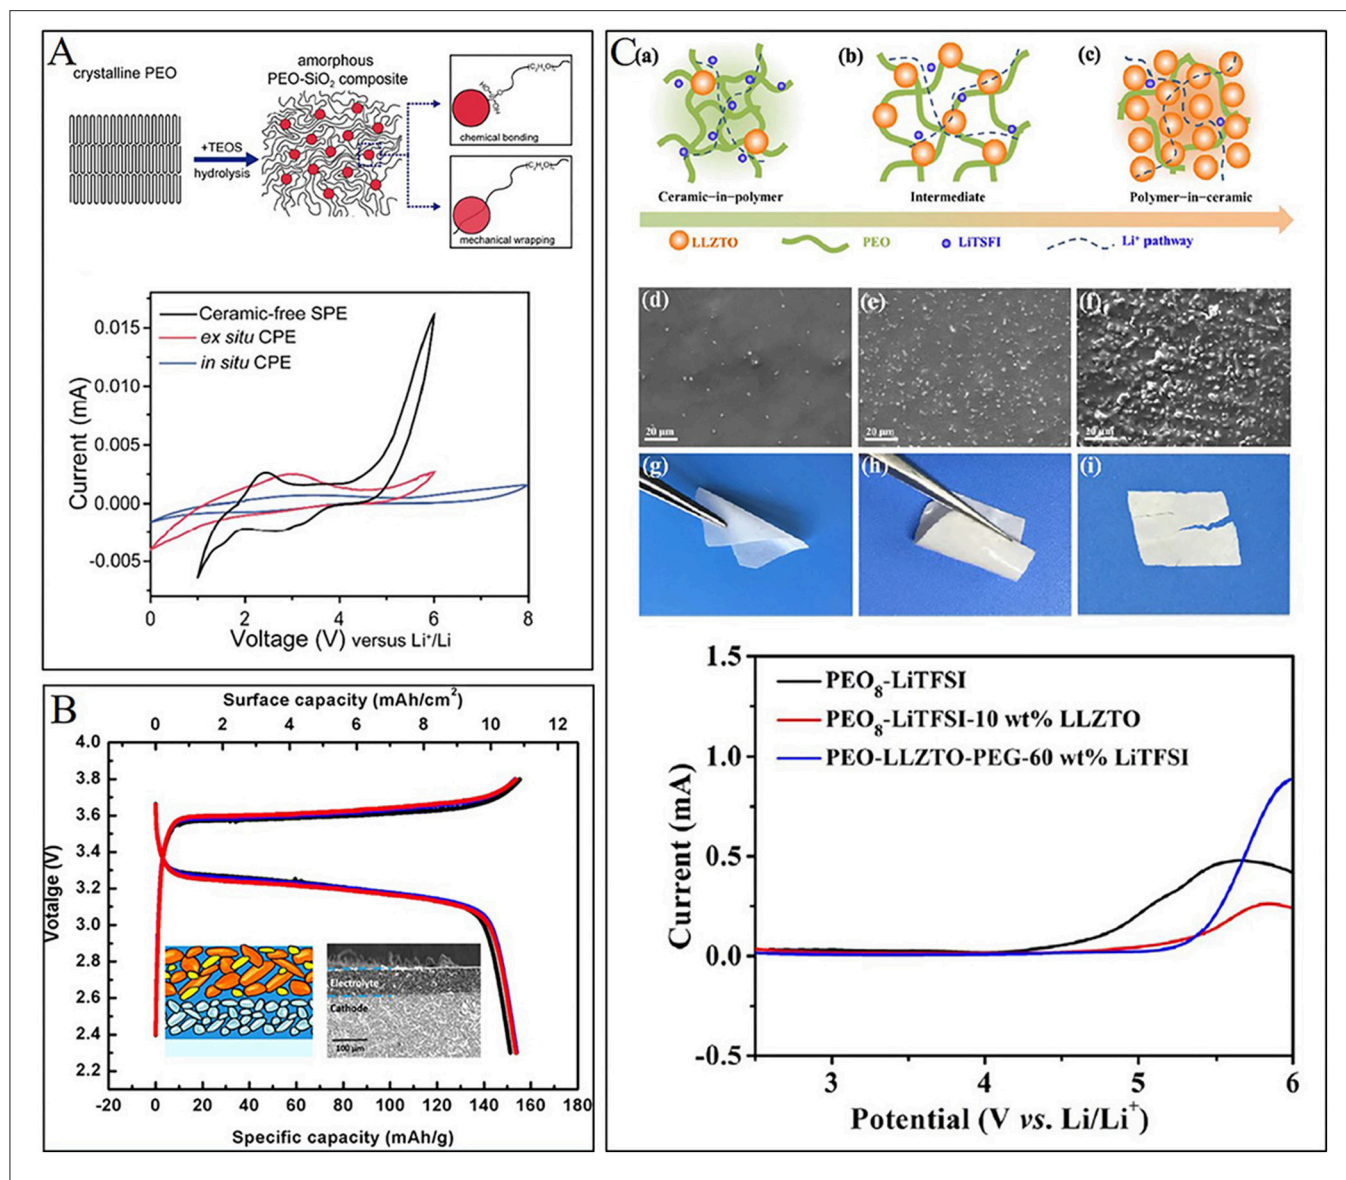 A
crystalline PEO
amorphous
PEO-SiO₂ composite
+TEOS
hydrolysis
chemical bonding
mechanical wrapping
Ceramic-free SPE
ex situ CPE
in situ CPE
Current (mA)
0.015
0.010
0.005
0.000
-0.005
0
2
4
6
8
Voltage (V) versus Li⁺/Li
B
Surface capacity (mAh/cm²)
0
2
4
6
8
10
12
Votalge (V)
4.0
3.8
3.6
3.4
3.2
3.0
2.8
2.6
2.4
2.2
Electrolyte
Cathode
100 μm
-20
0
20
40
60
80
100
120
140
160
180
Specific capacity (mAh/g)
C
(a)
(b)
(c)
Ceramic-in-polymer
Intermediate
Polymer-in-ceramic
LLZTO
PEO
LiTSFI
Li⁺ pathway
(d)
(e)
(f)
20 μm
20 μm
20 μm
(g)
(h)
(i)
PEO₈-LiTFSI
PEO₈-LiTFSI-10 wt% LLZTO
PEO-LLZTO-PEG-60 wt% LiTFSI
Current (mA)
1.5
1.0
0.5
0.0
-0.5
3
4
5
6
Potential (V vs. Li/Li⁺)